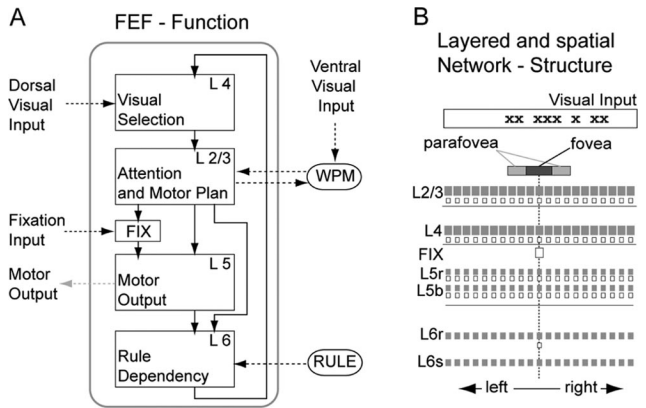 A
FEF - Function
Dorsal
Visual
Input
L 4
Visual
Selection
Ventral
Visual
Input
L 2/3
Attention
and Motor Plan
WPM
Fixation
Input
FIX
Motor
Output
L 5
Motor
Output
L 6
Rule
Dependency
RULE
B
Layered and spatial
Network - Structure
Visual Input
xx xxx x xx
parafovea
fovea
L2/3
L4
FIX
L5r
L5b
L6r
L6s
left
right